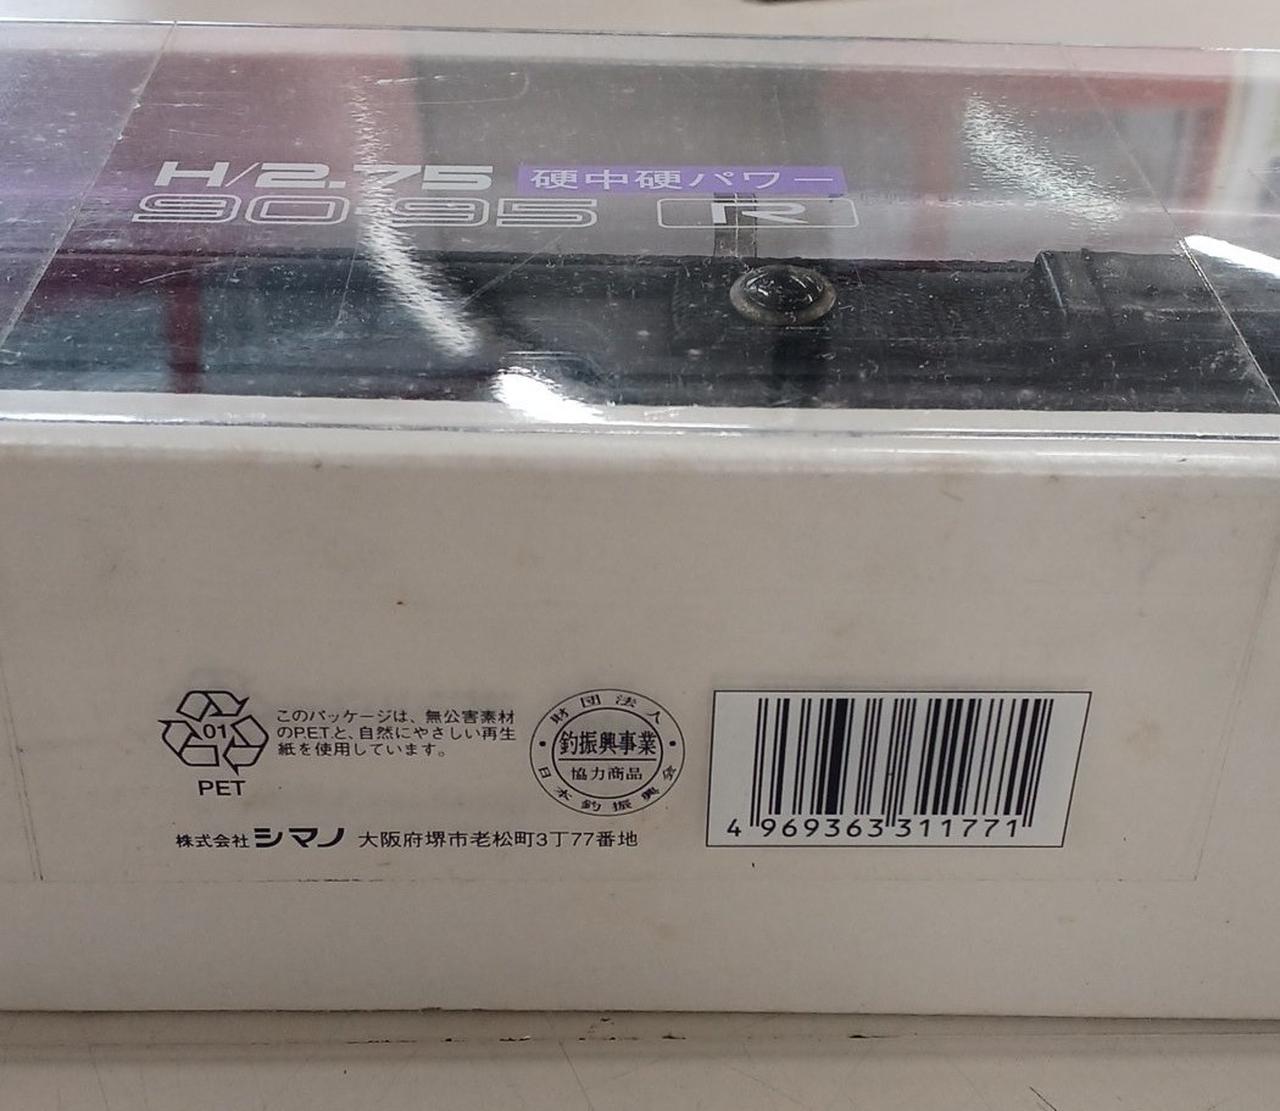 H/2.75 硬中硬パワー
90-95 R
01
PET
このパッケージは、無公害素材
のP.E.T.と、自然にやさしい再生
紙を使用しています。
財団法人
釣振興事業
協力商品
日本釣振興会
株式会社シマノ 大阪府堺市老松町3丁77番地
4 969363 311771